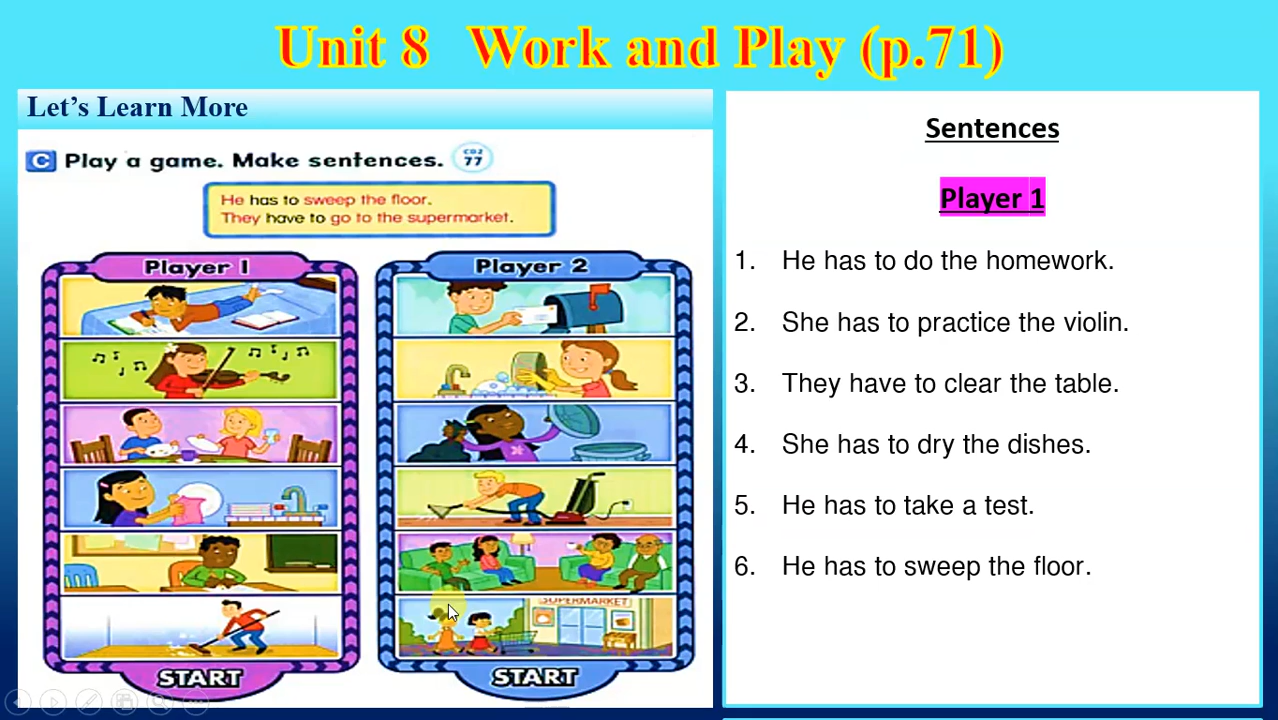 Unit 8 Work and Play (p.71)
Let's Learn More
C Play a game. Make sentences. CD2 77
He has to sweep the floor.
They have to go to the supermarket.
Player 1
Player 2
SUPERMARKET
START
START
Sentences
Player 1
1. He has to do the homework.
2. She has to practice the violin.
3. They have to clear the table.
4. She has to dry the dishes.
5. He has to take a test.
6. He has to sweep the floor.